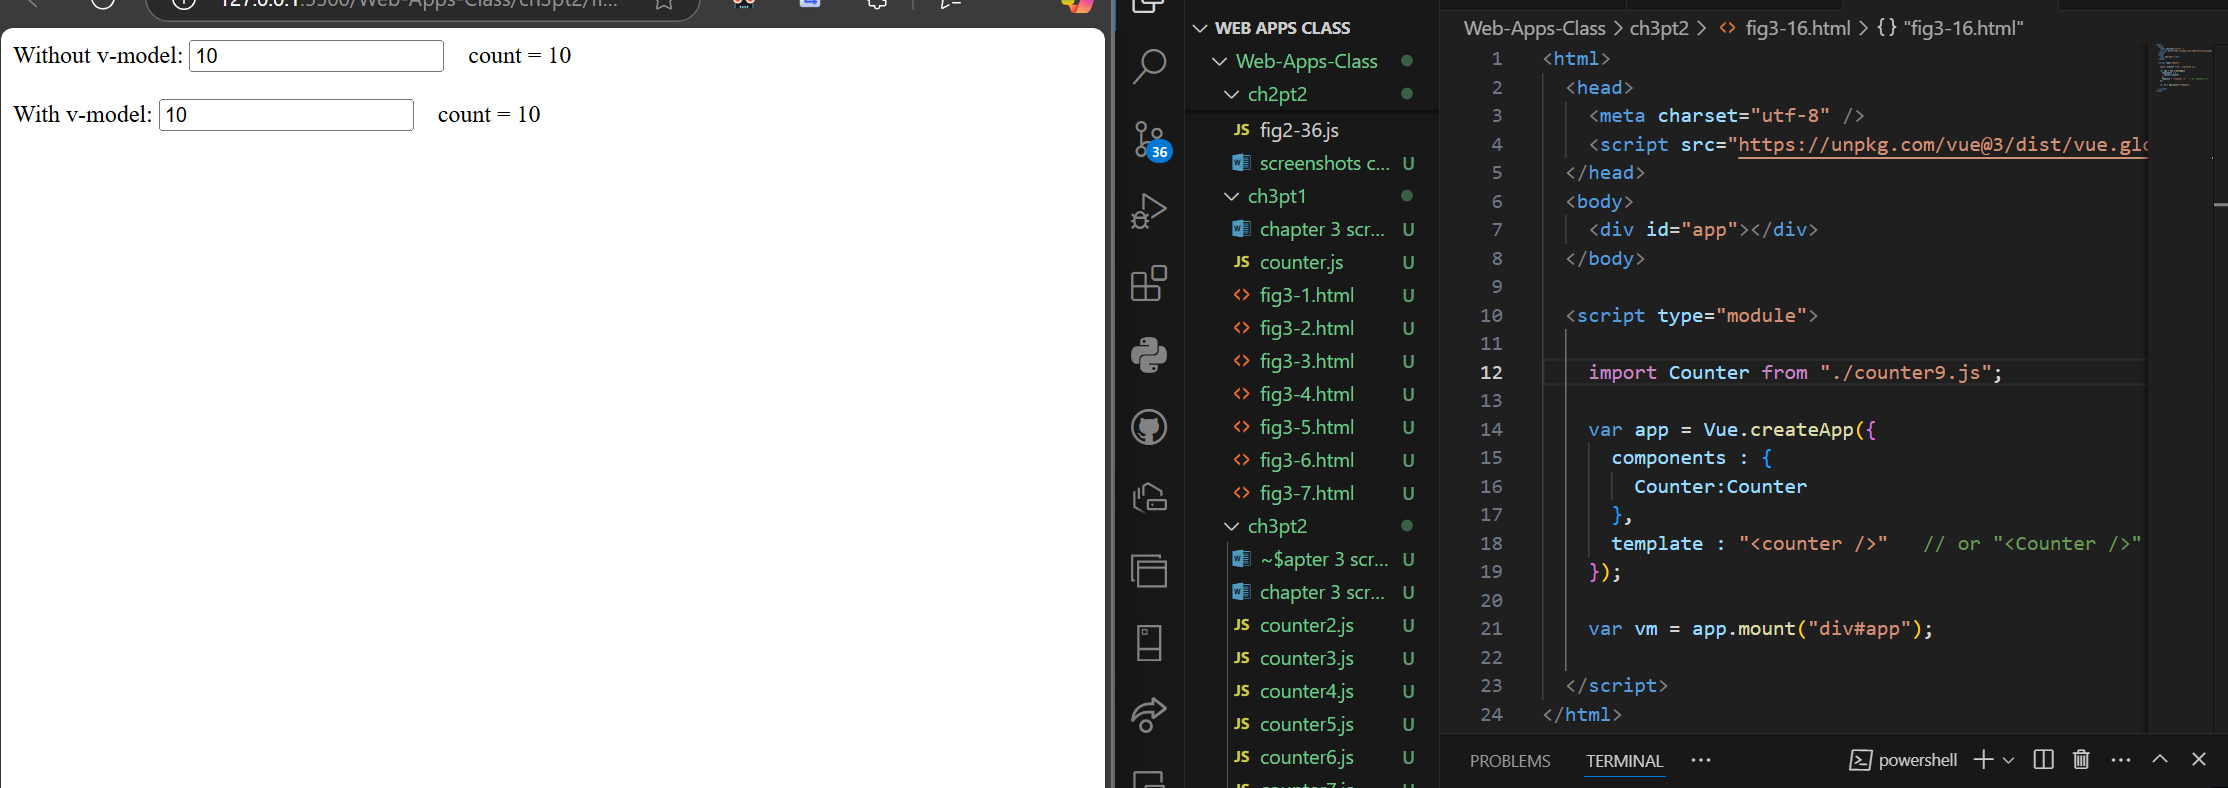 Without v-model: 10 count = 10
With v-model: 10 count = 10
WEB APPS CLASS
Web-Apps-Class
ch2pt2
JS fig2-36.js
screenshots c... U
ch3pt1
chapter 3 scr... U
JS counter.js U
<> fig3-1.html U
<> fig3-2.html U
<> fig3-3.html U
<> fig3-4.html U
<> fig3-5.html U
<> fig3-6.html U
<> fig3-7.html U
ch3pt2
~$apter 3 scr... U
chapter 3 scr... U
JS counter2.js U
JS counter3.js U
JS counter4.js U
JS counter5.js U
JS counter6.js U
36
Web-Apps-Class > ch3pt2 > <> fig3-16.html > {} "fig3-16.html"
1 <html>
2 <head>
3 <meta charset="utf-8" />
4 <script src="https://unpkg.com/vue@3/dist/vue.glo
5 </head>
6 <body>
7 <div id="app"></div>
8 </body>
9
10 <script type="module">
11
12 import Counter from "./counter9.js";
13
14 var app = Vue.createApp({
15 components : {
16 Counter:Counter
17 },
18 template : "<counter />" // or "<Counter />"
19 });
20
21 var vm = app.mount("div#app");
22
23 </script>
24 </html>
PROBLEMS TERMINAL ... powershell